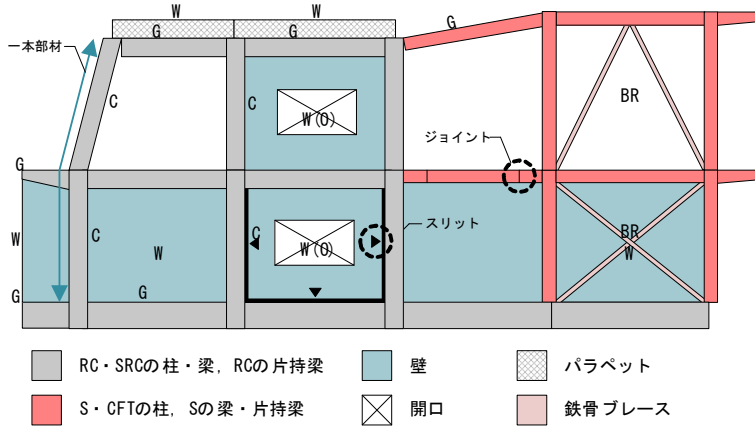 W
W
G
G
G
一本部材
C
C
W(O)
BR
ジョイント
G
W
C
W
C
W(O)
スリット
BR
W
G
G
RC・SRCの柱・梁, RCの片持梁
壁
パラペット
S・CFTの柱, Sの梁・片持梁
開口
鉄骨ブレース